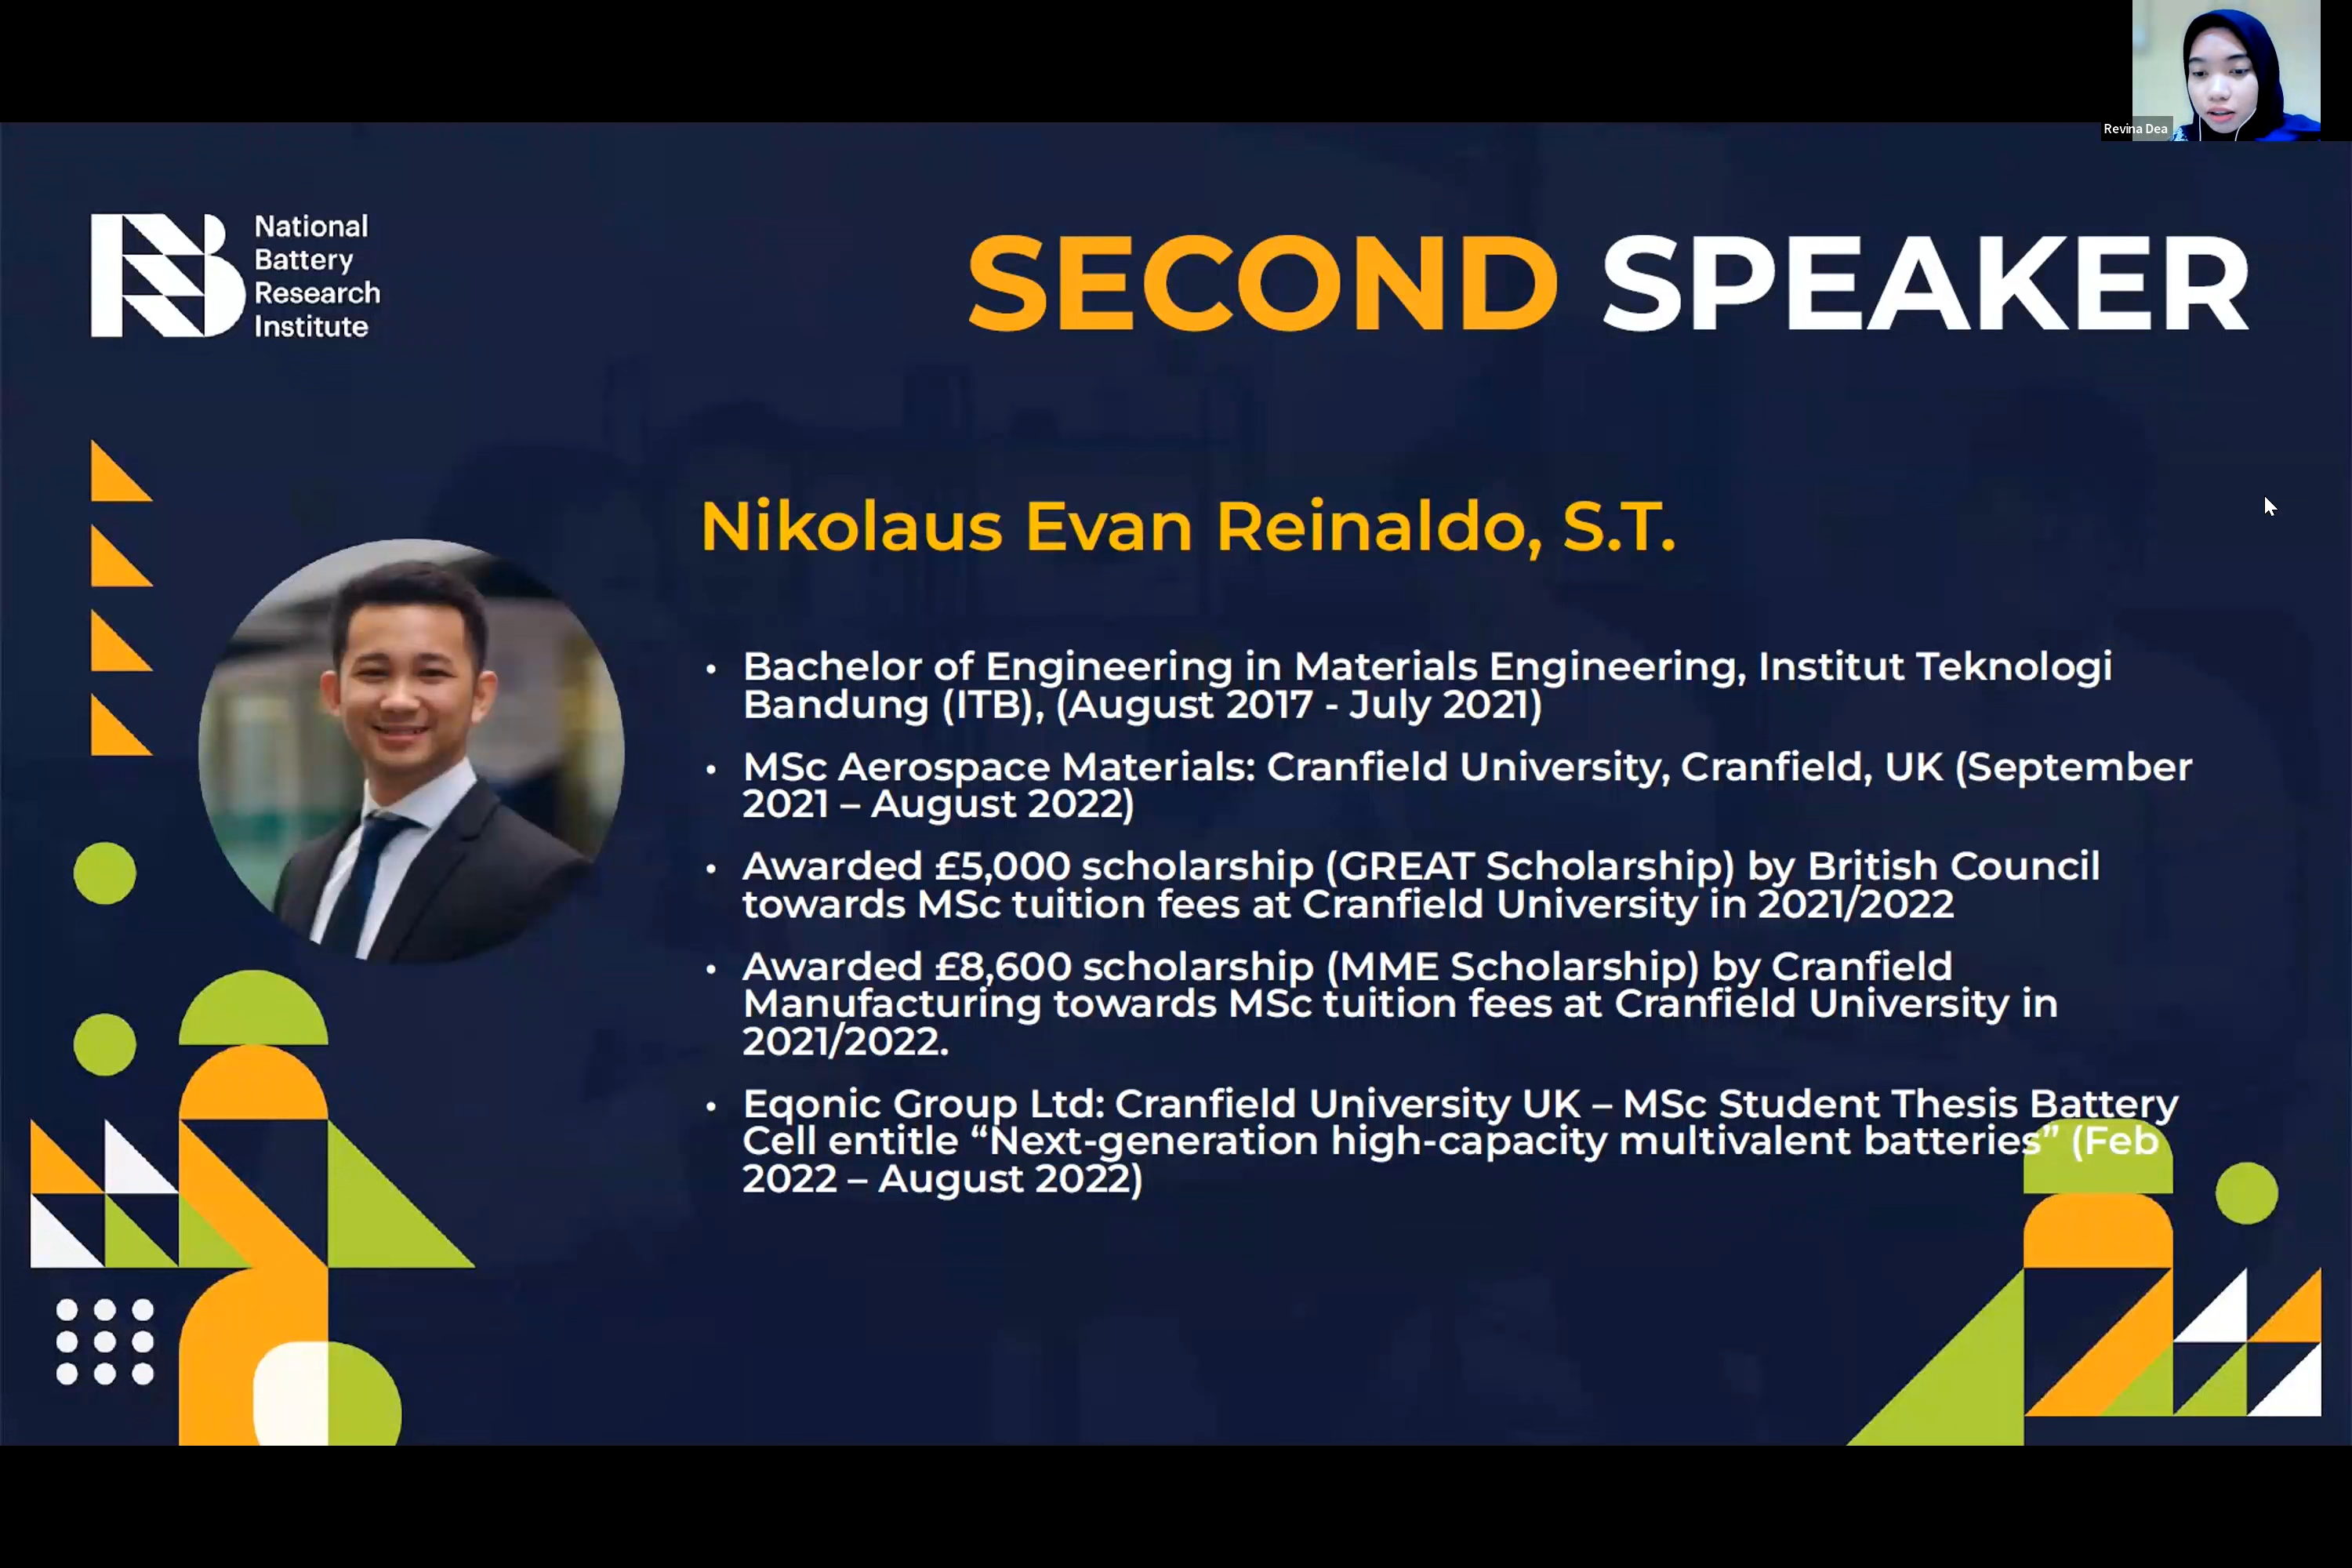 Revina Dea
National
Battery
Research
Institute
SECOND SPEAKER
Nikolaus Evan Reinaldo, S.T.
• Bachelor of Engineering in Materials Engineering, Institut Teknologi
Bandung (ITB), (August 2017 - July 2021)
• MSc Aerospace Materials: Cranfield University, Cranfield, UK (September
2021 – August 2022)
• Awarded £5,000 scholarship (GREAT Scholarship) by British Council
towards MSc tuition fees at Cranfield University in 2021/2022
• Awarded £8,600 scholarship (MME Scholarship) by Cranfield
Manufacturing towards MSc tuition fees at Cranfield University in
2021/2022.
• Eqonic Group Ltd: Cranfield University UK – MSc Student Thesis Battery
Cell entitle “Next-generation high-capacity multivalent batteries” (Feb
2022 – August 2022)